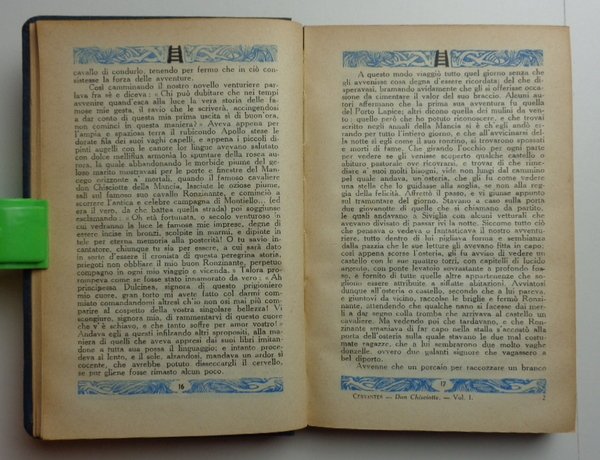 cavallo di condurlo, tenendo per fermo che in ciò con-
sistesse la forza delle avventure.
Così camminando il nostro novello venturiere par-
lava fra sè e diceva: « Chi può dubitare che nei tempi
avvenire quand'esca alla luce la vera storia delle fa-
mose mie gesta, il savio che le scriverà, accingendosi
a dar conto di questa mia prima uscita sì di buon'ora,
non cominci in questa maniera? » Aveva appena per
l'ampia e spaziosa terra il rubicondo Apollo stese le
dorate fila de' suoi vaghi capelli, e appena i piccoli di-
pinti augelli con le canore lor lingue avevano salutato
con dolce melliflua armonia lo spuntare della rosea au-
rora, la quale abbandonando le morbide piume del ge-
loso marito mostravasi per le porte e finestre del Man-
cego orizzonte a' mortali, quando il famoso cavaliere
don Chisciotte della Mancia, lasciate le oziose piume,
salì sul famoso cavallo suo Ronzinante, e cominciò a
scorrere l'antica e celebre campagna di Montiello... (ed
era il vero, da che battea quella strada) poi soggiunse
esclamando: « Oh età fortunata, o secolo venturoso in
cui vedranno la luce le famose mie imprese, degne di
essere incise in bronzi, scolpite in marmi, e dipinte in
tele per eterna memoria alla posterità! O tu savio in-
cantatore, chiunque tu sia per essere, a cui sarà dato
in sorte d'essere il cronista di questa peregrina storia,
priegoti non obbliare il mio buon Ronzinante, perpetuo
compagno in ogni mio viaggio e vicenda. » Talora pro-
rompeva come se fosse stato innamorato da vero: « Ah
principessa Dulcinea, signora di questo prigioniero
mio cuore, gran torto mi avete fatto col darmi com-
miato comandandomi altresì che io non osi mai più com-
parire al cospetto della vostra singolare bellezza! Vi
scongiuro, signora mia, di rammentarvi di questo cuore
che v'è schiavo, e che tanto soffre per amor vostro! »
Andava egli a questi infilzando altri spropositi, alla ma-
niera di quelli che aveva appresi dai suoi libri imitan-
done a tutta sua possa il linguaggio; e intanto proce-
deva sì lento, e il sole, alzandosi, mandava un ardor sì
cocente, che avrebbe potuto disseccargli il cervello,
se pur gliene fosse rimasto alcun poco.
16
A questo modo viaggiò tutto quel giorno senza che
gli avvenisse cosa degna d'essere ricordata; del che di-
speravasi, bramando avidamente che gli si offerisse occa-
sione da cimentare il valor del suo braccio. Alcuni au-
tori affermano che la prima sua avventura fu quella
del Porto Lapice; altri dicono quella dei mulini da ven-
to; quello però che ho potuto riconoscere, e che trovai
scritto negli annali della Mancia si è ch'egli andò er-
rando per tutto l'intero giorno, e che all'avvicinare del-
la notte sì egli come il suo ronzino, si trovarono spossati
e morti di fame. Che girando l'occhio per ogni parte
per vedere se gli venisse scoperto qualche castello o
abituro pastorale ove ricovrarsi, e trovar di che rime-
diare a' suoi molti bisogni, vide non lungi dal cammino
pel quale andava, un'osteria, che gli fu come vedere
una stella che lo guidasse alla soglia, se non alla reg-
gia della felicità. Affrettò il passo, e vi giunse appunto
sul tramontare del giorno. Stavano a caso sulla porta
due giovanotte di quelle che si chiamano da partito,
le quali andavano a Siviglia con alcuni vetturali che
avevano divisato di passar ivi la notte. Siccome tutto ciò
che pensava o vedeva o fantasticava il nostro avventu-
riere, tutto dentro di lui pigliava forma e sembianza
dalla pazzia che le sue letture gli avevano fitta in capo;
così appena scorse l'osteria, gli fu avviso di vedere un
castello con le sue quattro torri, con capitelli di lucido
argento, con ponte levatoio sovrastante a profondo fos-
so, e fornito di tutte quelle altre appartenenze che so-
gliono essere attribuite a siffatte abitazioni. Avviatosi
dunque all'osteria o castello, secondo che a lui pareva,
e giuntovi da vicino, raccolse le briglie e fermò Ronzi-
nante, intendendo che qualche nano si facesse dai mer-
li a dar segno colla tromba che arrivava al castello un
cavaliere. Ma vedendo poi che tardavano, e che Ron-
zinante smaniava di far capo nella stalla s'accostò alla
porta dell'osteria sulla quale stavano le due mal costu-
mate ragazze, che a lui sembrarono due molto vaghe
donzelle, ovvero due galanti signore che vagassero a
bel diporto.
Avvenne che un porcaio per raccozzare un branco
17
CERVANTES — Don Chisciotte. — Vol. I. 2